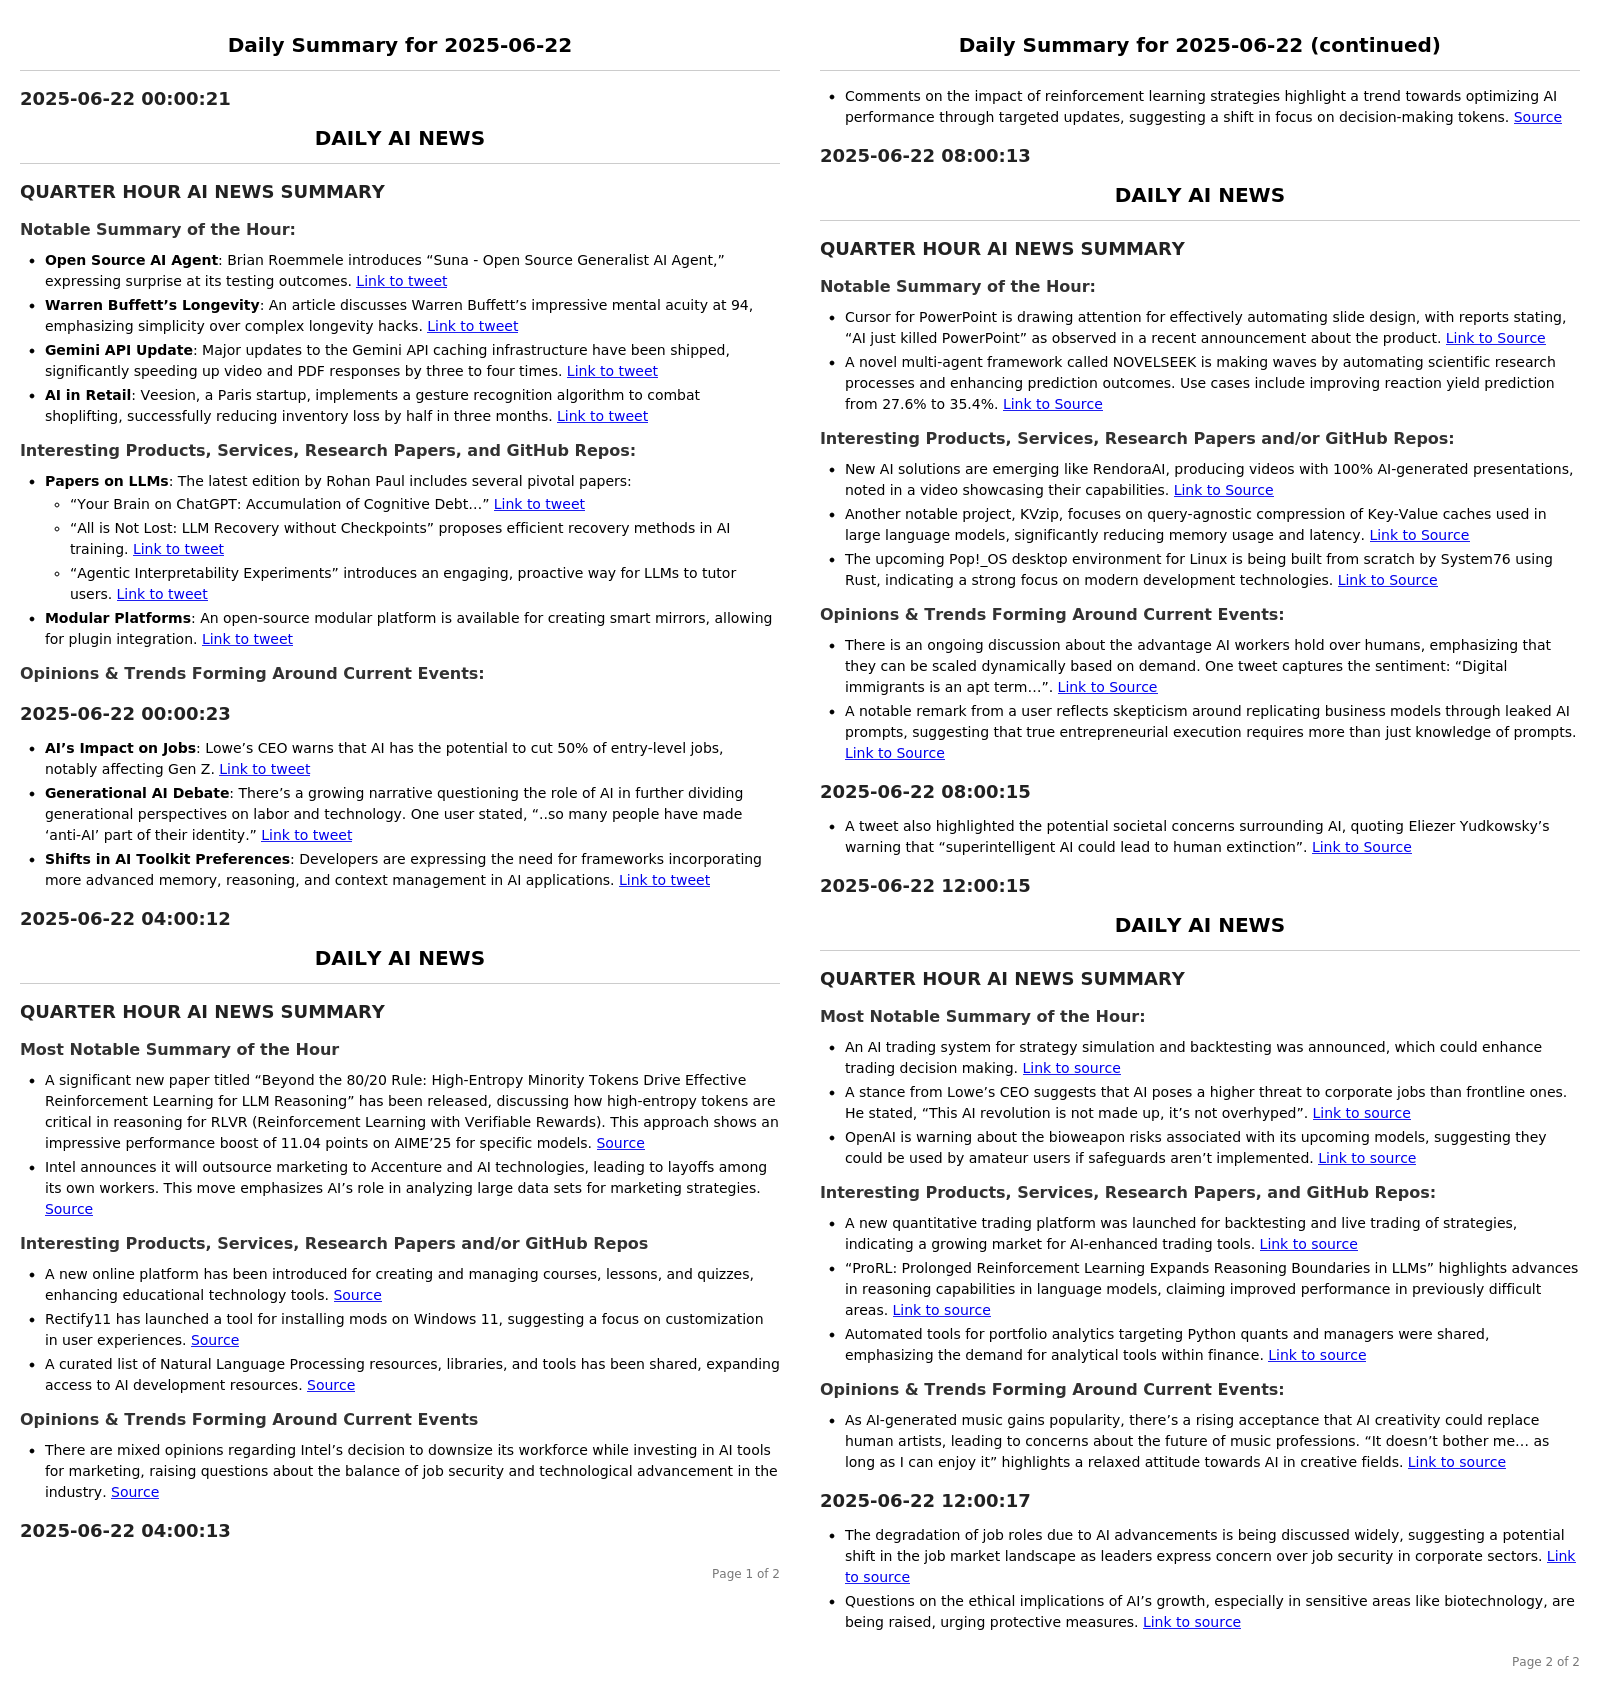 Daily Summary for 2025-06-22
2025-06-22 00:00:21
DAILY AI NEWS
QUARTER HOUR AI NEWS SUMMARY
Notable Summary of the Hour:
• Open Source AI Agent: Brian Roemmele introduces “Suna - Open Source Generalist AI Agent,”
expressing surprise at its testing outcomes. Link to tweet
• Warren Buffett’s Longevity: An article discusses Warren Buffett’s impressive mental acuity at 94,
emphasizing simplicity over complex longevity hacks. Link to tweet
• Gemini API Update: Major updates to the Gemini API caching infrastructure have been shipped,
significantly speeding up video and PDF responses by three to four times. Link to tweet
• AI in Retail: Veesion, a Paris startup, implements a gesture recognition algorithm to combat
shoplifting, successfully reducing inventory loss by half in three months. Link to tweet
Interesting Products, Services, Research Papers, and GitHub Repos:
• Papers on LLMs: The latest edition by Rohan Paul includes several pivotal papers:
◦ “Your Brain on ChatGPT: Accumulation of Cognitive Debt…” Link to tweet
◦ “All is Not Lost: LLM Recovery without Checkpoints” proposes efficient recovery methods in AI
training. Link to tweet
◦ “Agentic Interpretability Experiments” introduces an engaging, proactive way for LLMs to tutor
users. Link to tweet
• Modular Platforms: An open-source modular platform is available for creating smart mirrors, allowing
for plugin integration. Link to tweet
Opinions & Trends Forming Around Current Events:
2025-06-22 00:00:23
• AI’s Impact on Jobs: Lowe’s CEO warns that AI has the potential to cut 50% of entry-level jobs,
notably affecting Gen Z. Link to tweet
• Generational AI Debate: There’s a growing narrative questioning the role of AI in further dividing
generational perspectives on labor and technology. One user stated, “..so many people have made
‘anti-AI’ part of their identity.” Link to tweet
• Shifts in AI Toolkit Preferences: Developers are expressing the need for frameworks incorporating
more advanced memory, reasoning, and context management in AI applications. Link to tweet
2025-06-22 04:00:12
DAILY AI NEWS
QUARTER HOUR AI NEWS SUMMARY
Most Notable Summary of the Hour
• A significant new paper titled “Beyond the 80/20 Rule: High-Entropy Minority Tokens Drive Effective
Reinforcement Learning for LLM Reasoning” has been released, discussing how high-entropy tokens are
critical in reasoning for RLVR (Reinforcement Learning with Verifiable Rewards). This approach shows an
impressive performance boost of 11.04 points on AIME’25 for specific models. Source
• Intel announces it will outsource marketing to Accenture and AI technologies, leading to layoffs among
its own workers. This move emphasizes AI’s role in analyzing large data sets for marketing strategies.
Source
Interesting Products, Services, Research Papers and/or GitHub Repos
• A new online platform has been introduced for creating and managing courses, lessons, and quizzes,
enhancing educational technology tools. Source
• Rectify11 has launched a tool for installing mods on Windows 11, suggesting a focus on customization
in user experiences. Source
• A curated list of Natural Language Processing resources, libraries, and tools has been shared, expanding
access to AI development resources. Source
Opinions & Trends Forming Around Current Events
• There are mixed opinions regarding Intel’s decision to downsize its workforce while investing in AI tools
for marketing, raising questions about the balance of job security and technological advancement in the
industry. Source
2025-06-22 04:00:13
Page 1 of 2
Daily Summary for 2025-06-22 (continued)
• Comments on the impact of reinforcement learning strategies highlight a trend towards optimizing AI
performance through targeted updates, suggesting a shift in focus on decision-making tokens. Source
2025-06-22 08:00:13
DAILY AI NEWS
QUARTER HOUR AI NEWS SUMMARY
Notable Summary of the Hour:
• Cursor for PowerPoint is drawing attention for effectively automating slide design, with reports stating,
“AI just killed PowerPoint” as observed in a recent announcement about the product. Link to Source
• A novel multi-agent framework called NOVELSEEK is making waves by automating scientific research
processes and enhancing prediction outcomes. Use cases include improving reaction yield prediction
from 27.6% to 35.4%. Link to Source
Interesting Products, Services, Research Papers and/or GitHub Repos:
• New AI solutions are emerging like RendoraAI, producing videos with 100% AI-generated presentations,
noted in a video showcasing their capabilities. Link to Source
• Another notable project, KVzip, focuses on query-agnostic compression of Key-Value caches used in
large language models, significantly reducing memory usage and latency. Link to Source
• The upcoming Pop!_OS desktop environment for Linux is being built from scratch by System76 using
Rust, indicating a strong focus on modern development technologies. Link to Source
Opinions & Trends Forming Around Current Events:
• There is an ongoing discussion about the advantage AI workers hold over humans, emphasizing that
they can be scaled dynamically based on demand. One tweet captures the sentiment: “Digital
immigrants is an apt term…”. Link to Source
• A notable remark from a user reflects skepticism around replicating business models through leaked AI
prompts, suggesting that true entrepreneurial execution requires more than just knowledge of prompts.
Link to Source
2025-06-22 08:00:15
• A tweet also highlighted the potential societal concerns surrounding AI, quoting Eliezer Yudkowsky’s
warning that “superintelligent AI could lead to human extinction”. Link to Source
2025-06-22 12:00:15
DAILY AI NEWS
QUARTER HOUR AI NEWS SUMMARY
Most Notable Summary of the Hour:
• An AI trading system for strategy simulation and backtesting was announced, which could enhance
trading decision making. Link to source
• A stance from Lowe’s CEO suggests that AI poses a higher threat to corporate jobs than frontline ones.
He stated, “This AI revolution is not made up, it’s not overhyped”. Link to source
• OpenAI is warning about the bioweapon risks associated with its upcoming models, suggesting they
could be used by amateur users if safeguards aren’t implemented. Link to source
Interesting Products, Services, Research Papers, and GitHub Repos:
• A new quantitative trading platform was launched for backtesting and live trading of strategies,
indicating a growing market for AI-enhanced trading tools. Link to source
• “ProRL: Prolonged Reinforcement Learning Expands Reasoning Boundaries in LLMs” highlights advances
in reasoning capabilities in language models, claiming improved performance in previously difficult
areas. Link to source
• Automated tools for portfolio analytics targeting Python quants and managers were shared,
emphasizing the demand for analytical tools within finance. Link to source
Opinions & Trends Forming Around Current Events:
• As AI-generated music gains popularity, there’s a rising acceptance that AI creativity could replace
human artists, leading to concerns about the future of music professions. “It doesn’t bother me… as
long as I can enjoy it” highlights a relaxed attitude towards AI in creative fields. Link to source
2025-06-22 12:00:17
• The degradation of job roles due to AI advancements is being discussed widely, suggesting a potential
shift in the job market landscape as leaders express concern over job security in corporate sectors. Link
to source
• Questions on the ethical implications of AI’s growth, especially in sensitive areas like biotechnology, are
being raised, urging protective measures. Link to source
Page 2 of 2